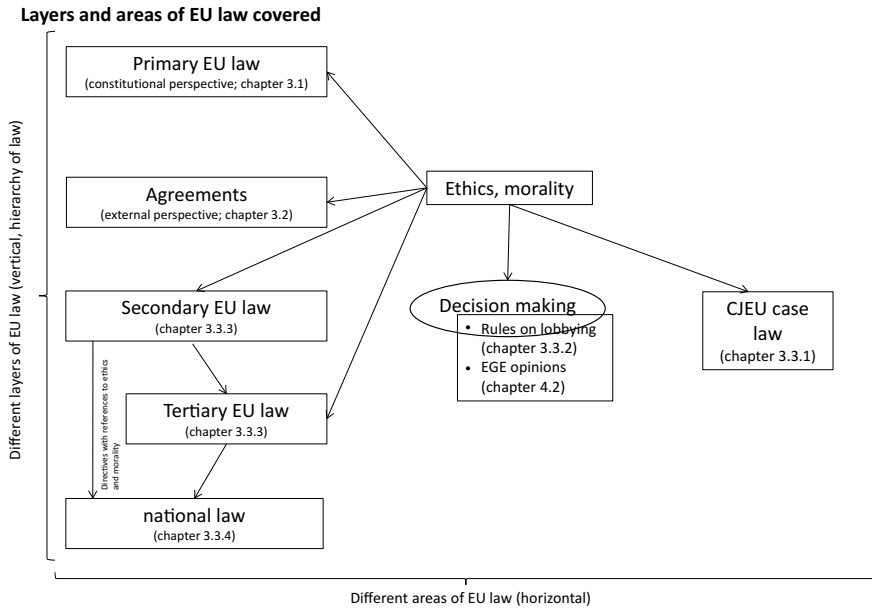 Layers and areas of EU law covered
Different layers of EU law (vertical, hierarchy of law)
Primary EU law
(constitutional perspective; chapter 3.1)
Agreements
(external perspective; chapter 3.2)
Ethics, morality
Secondary EU law
(chapter 3.3.3)
Decision making
• Rules on lobbying
(chapter 3.3.2)
• EGE opinions
(chapter 4.2)
CJEU case
law
(chapter 3.3.1)
Directives with references to ethics
and morality
Tertiary EU law
(chapter 3.3.3)
national law
(chapter 3.3.4)
Different areas of EU law (horizontal)